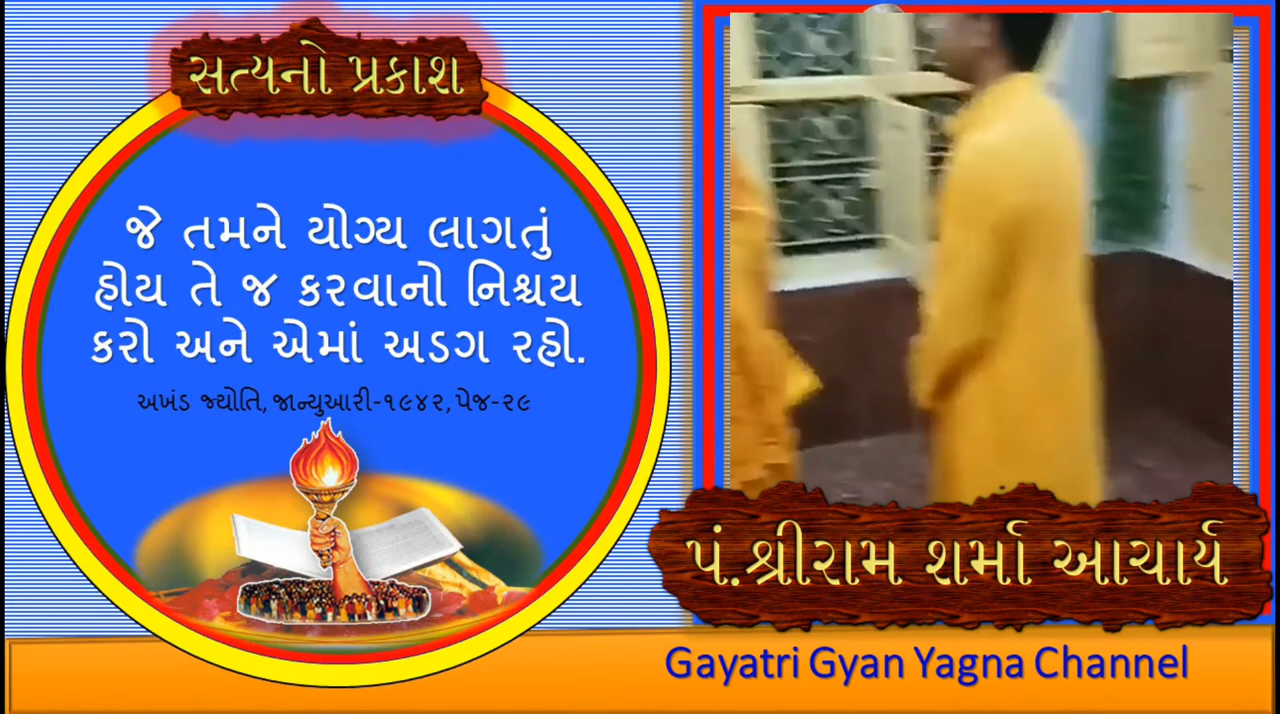 સત્યનો પ્રકાશ
જે તમને યોગ્ય લાગતું
હોય તે જ કરવાનો નિશ્ચય
કરો અને એમાં અડગ રહો.
અખંડ જ્યોતિ, જાન્યુઆરી-૧૯૪૨, પેજ-૨૯
પં.શ્રીરામ શર્મા આચાર્ય
Gayatri Gyan Yagna Channel